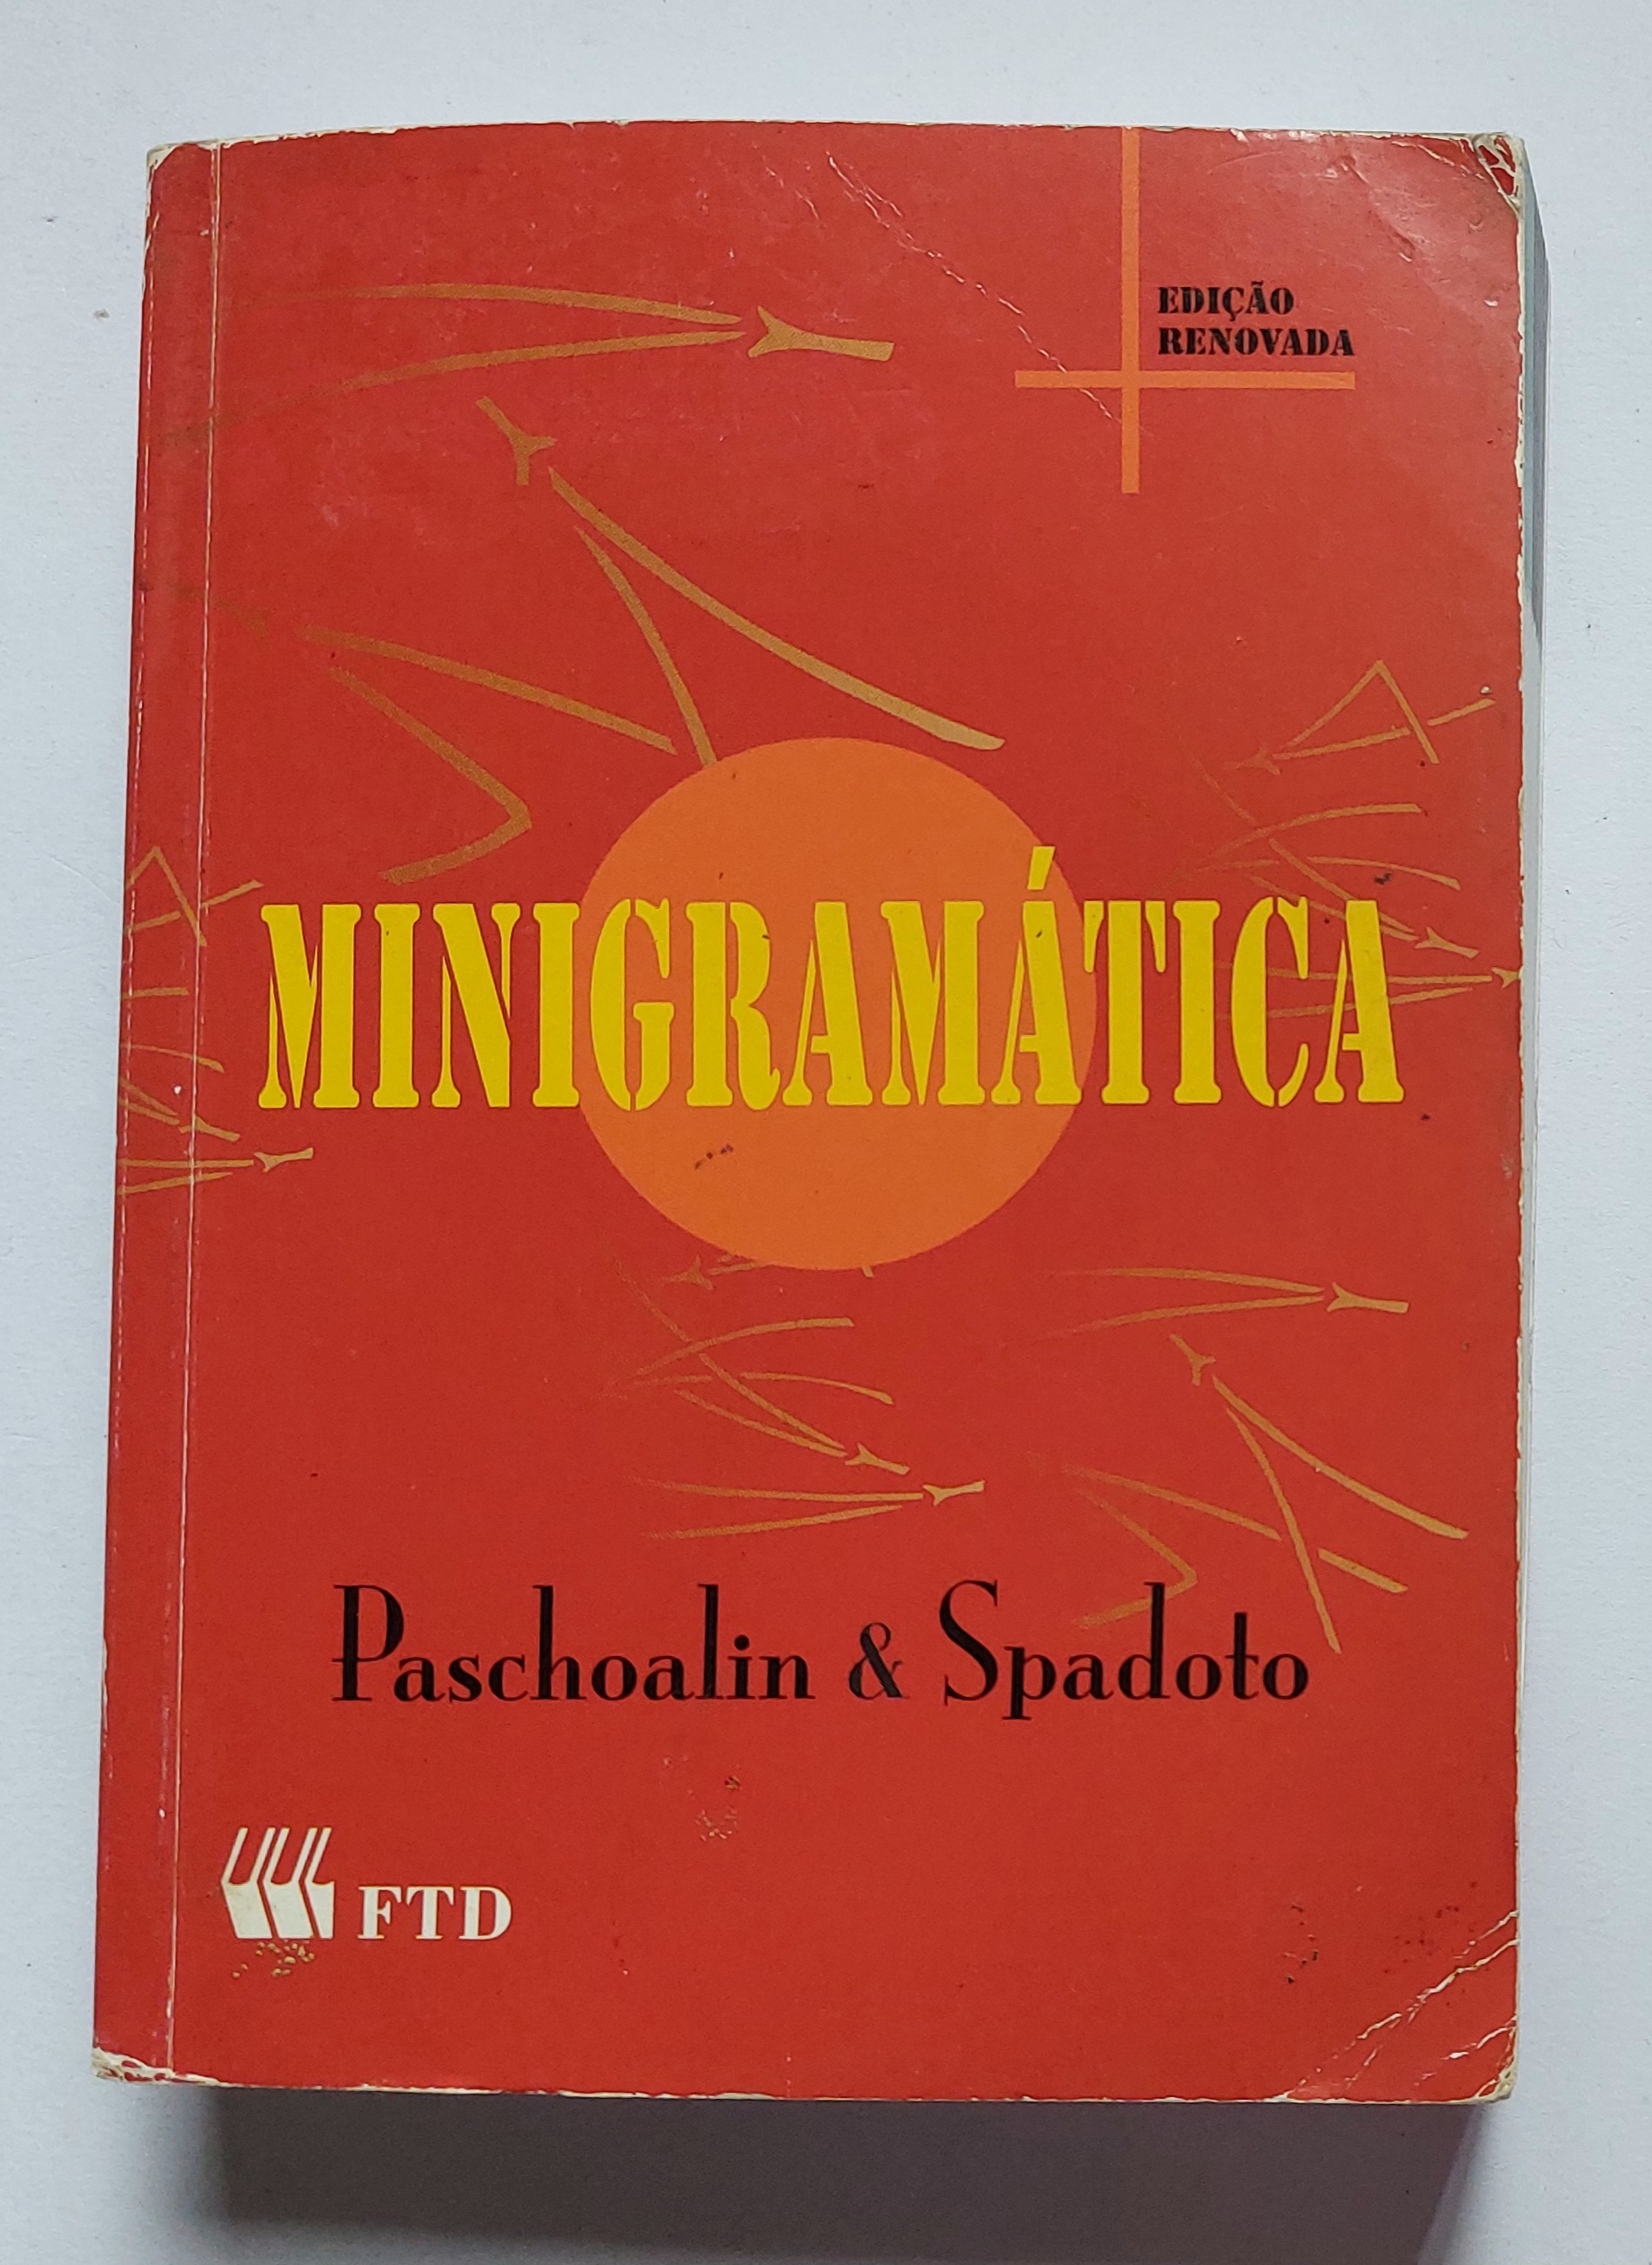 EDIÇÃO
RENOVADA
MINIGRAMÁTICA
Paschoalin & Spadoto
FTD